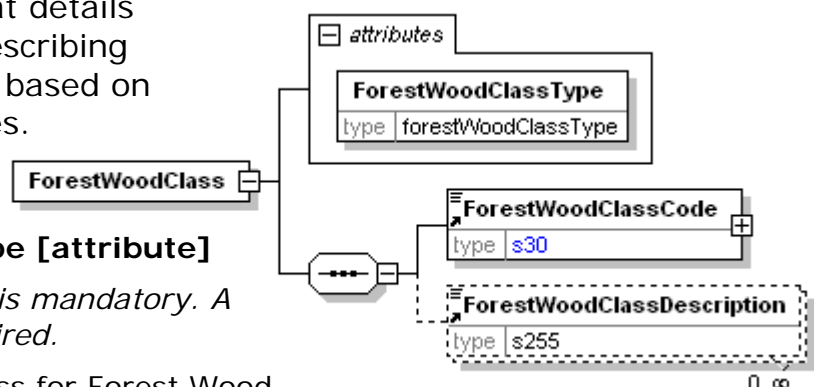 at details
escribing
based on
es.
attributes
ForestWoodClassType
type forestWoodClassType
ForestWoodClass
ForestWoodClassCode
type s30
pe [attribute]
is mandatory. A
ired.
ForestWoodClassDescription
type s255
0..∞
ss for Forest Wood